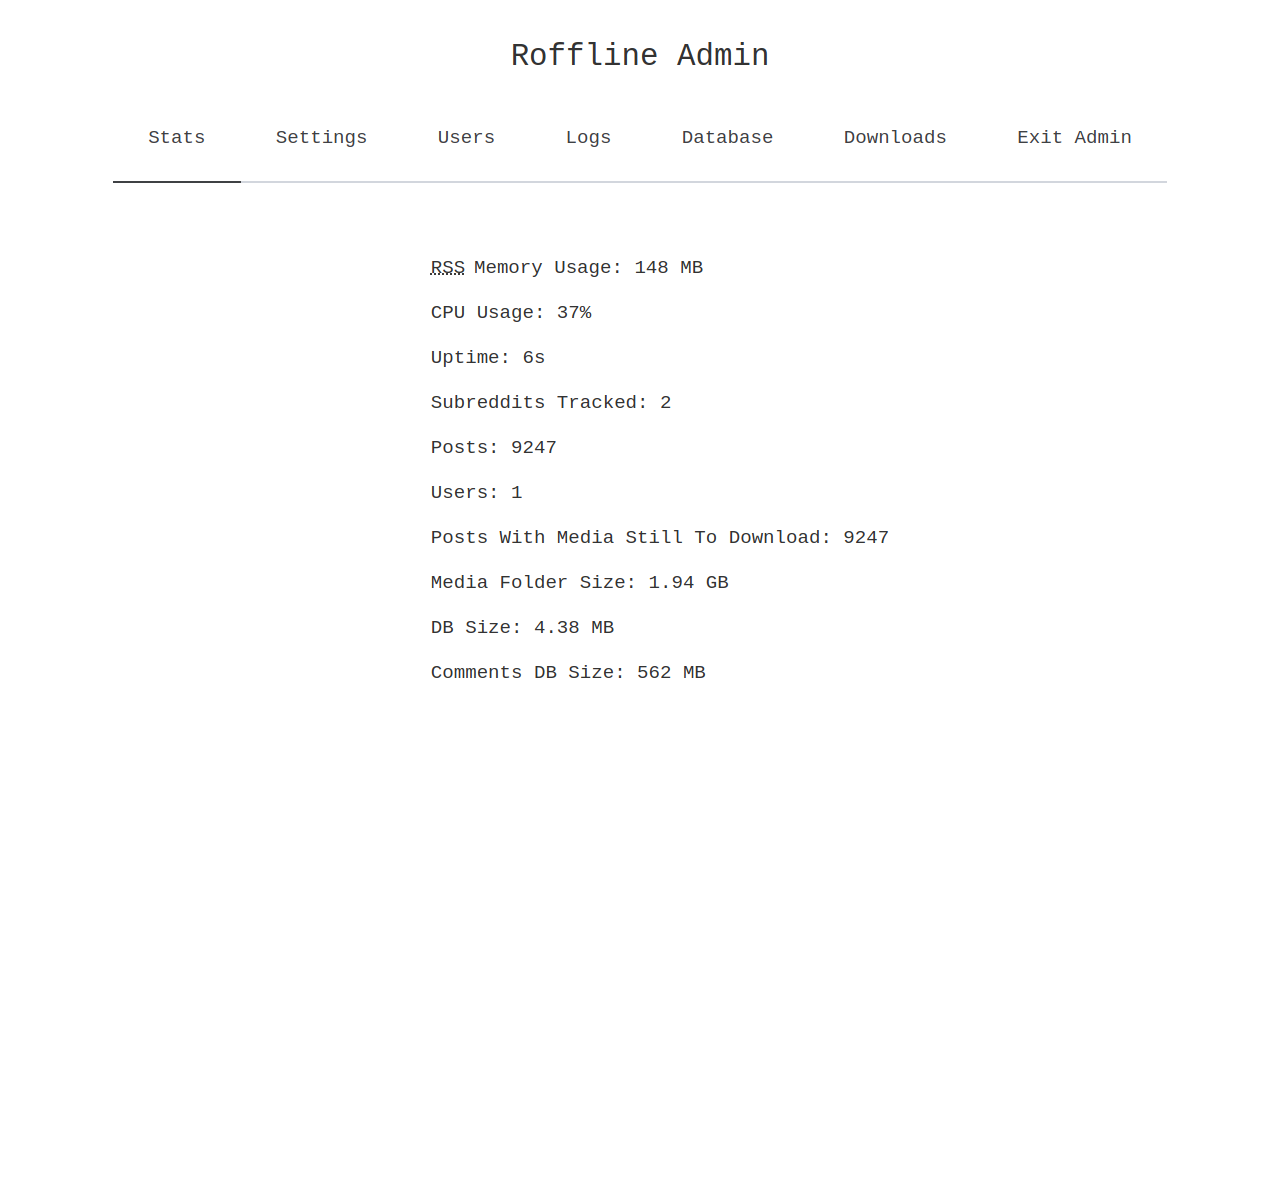 Roffline Admin
Stats Settings Users Logs Database Downloads Exit Admin
RSS Memory Usage: 148 MB
CPU Usage: 37%
Uptime: 6s
Subreddits Tracked: 2
Posts: 9247
Users: 1
Posts With Media Still To Download: 9247
Media Folder Size: 1.94 GB
DB Size: 4.38 MB
Comments DB Size: 562 MB